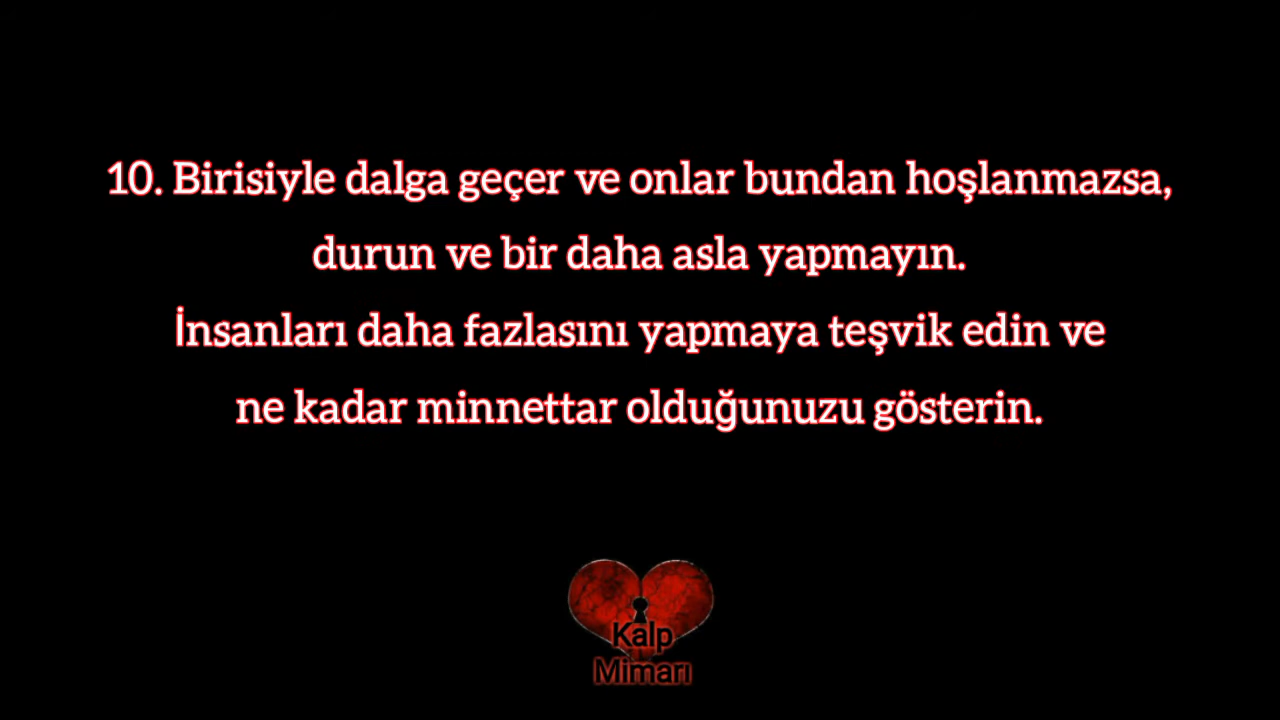 10. Birisiyle dalga geçer ve onlar bundan hoşlanmazsa,
durun ve bir daha asla yapmayın.
İnsanları daha fazlasını yapmaya teşvik edin ve
ne kadar minnettar olduğunuzu gösterin.
Kalp
Mimarı